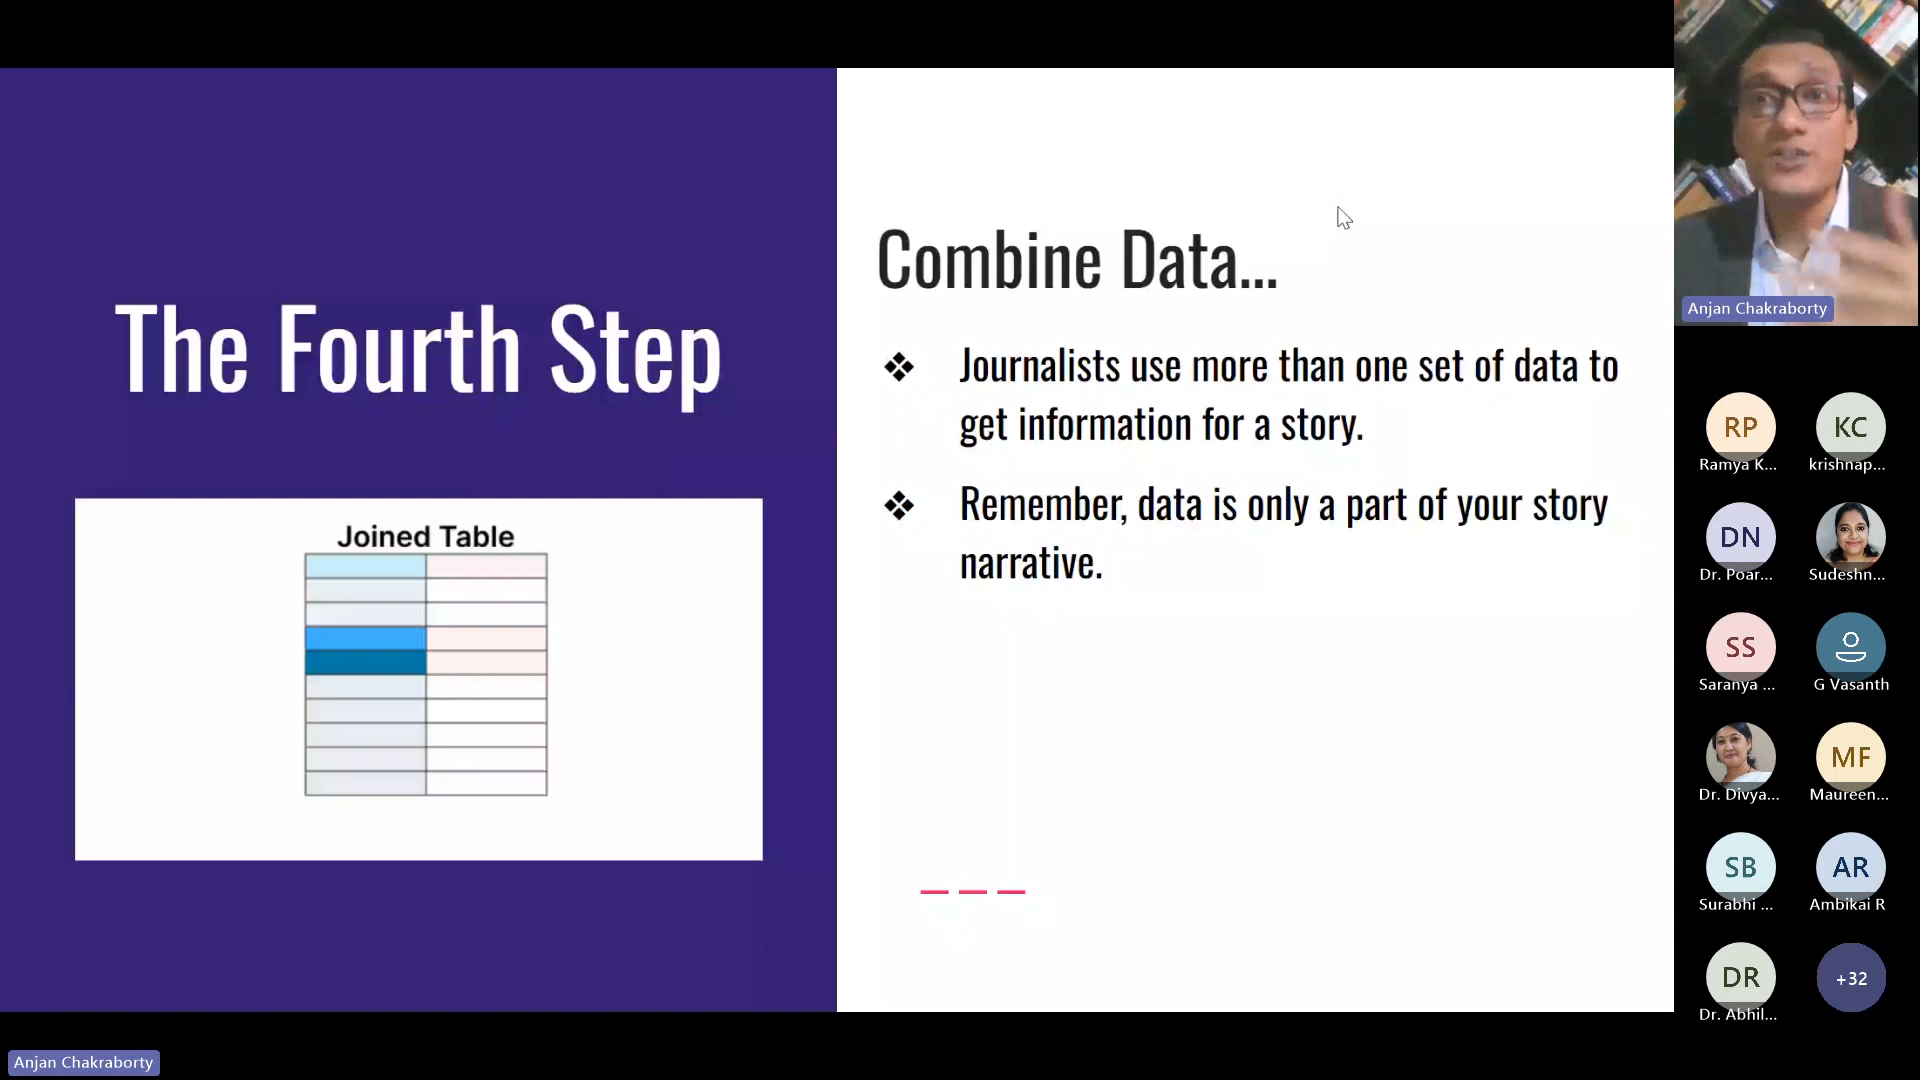 The Fourth Step
Joined Table
Combine Data...
Journalists use more than one set of data to
get information for a story.
Remember, data is only a part of your story
narrative.
Anjan Chakraborty
RP
Ramya K...
KC
krishnap...
DN
Dr. Poar...
Sudeshn...
SS
Saranya ...
G Vasanth
Dr. Divya...
MF
Maureen...
SB
Surabhi ...
AR
Ambikai R
DR
Dr. Abhil...
+32
Anjan Chakraborty